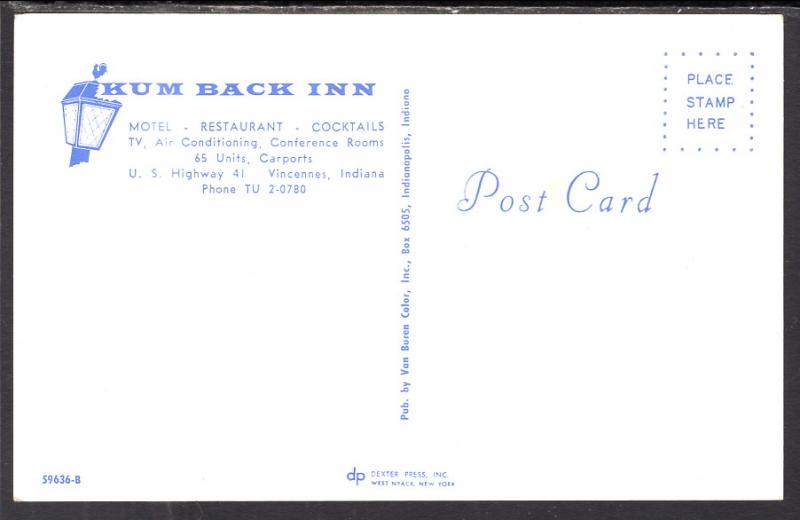 KUM BACK INN
MOTEL - RESTAURANT - COCKTAILS
TV, Air Conditioning, Conference Rooms
65 Units, Carports
U. S. Highway 41 Vincennes, Indiana
Phone TU 2-0780
Pub. by Van Buren Color, Inc., Box 6505, Indianapolis, Indiana
PLACE
STAMP
HERE
Post Card
59636-B
dp DEXTER PRESS, INC.
WEST NYACK, NEW YORK